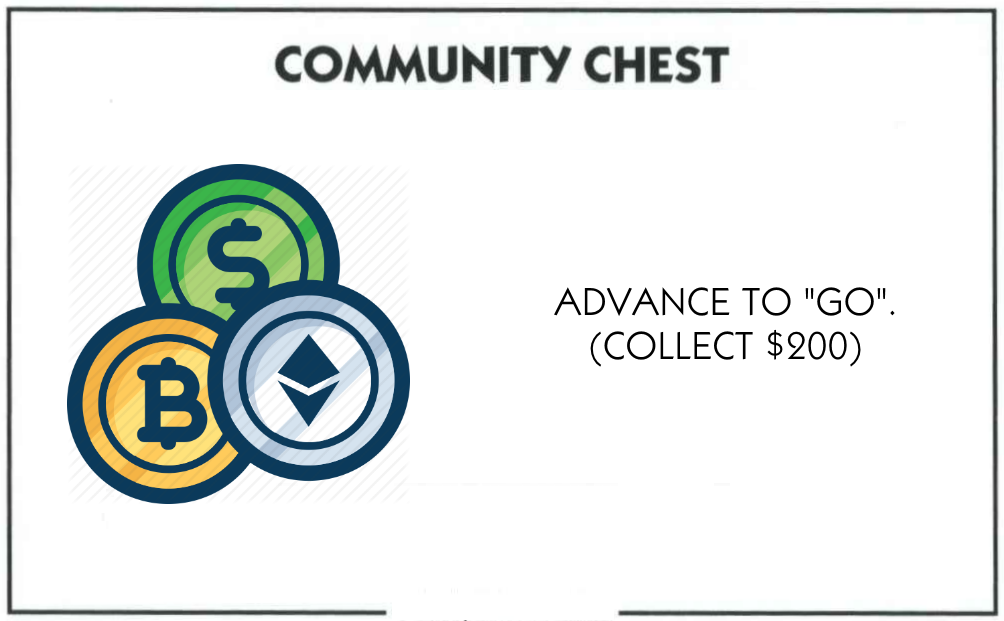 COMMUNITY CHEST
$
B
ADVANCE TO "GO".
(COLLECT $200)